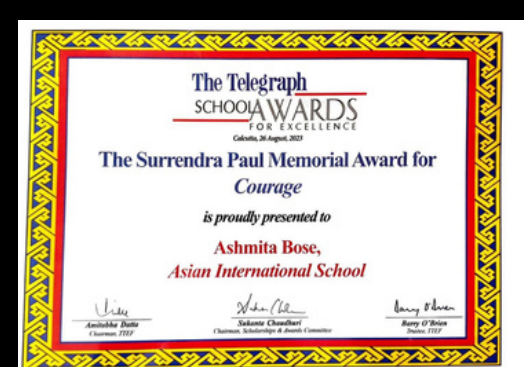 The Telegraph
SCHOOL AWARDS
FOR EXCELLENCE
Calcutta, 26 August, 2023
The Surrendra Paul Memorial Award for
Courage
is proudly presented to
Ashmita Bose,
Asian International School
Amitabha Datta
Chairman, TTEF
Sukanta Chaudhuri
Chairman, Scholarships & Awards Committee
Barry O'Brien
Barry O'Brien
Trustee, TTEF